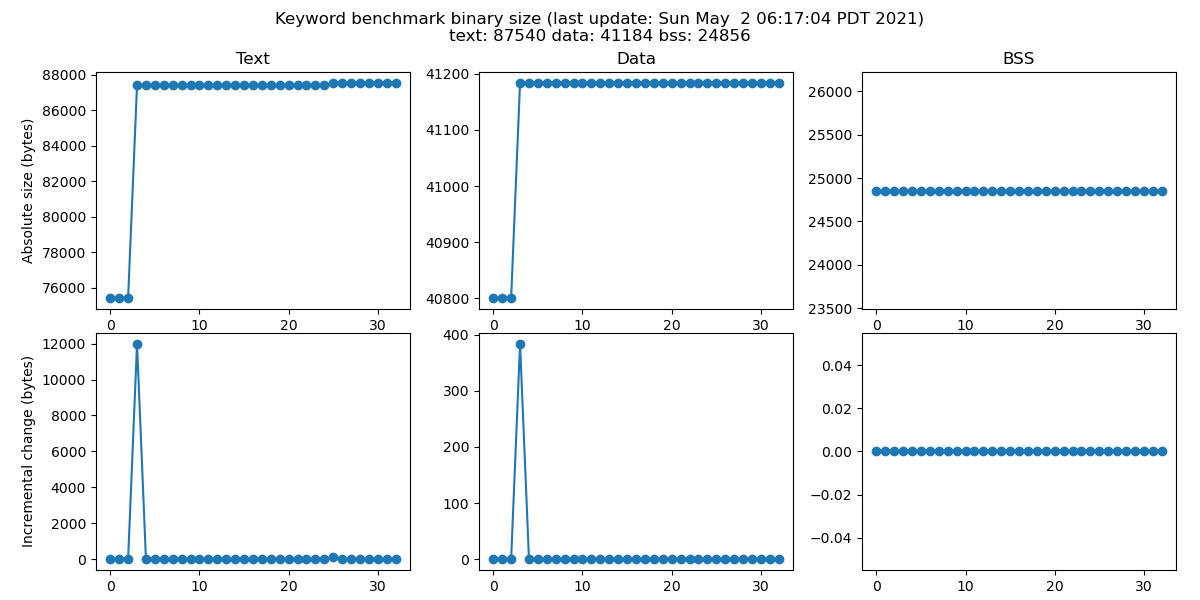 Keyword benchmark binary size (last update: Sun May  2 06:17:04 PDT 2021)
text: 87540 data: 41184 bss: 24856
Text
Data
BSS
Absolute size (bytes)
88000
86000
84000
82000
80000
78000
76000
0 10 20 30
41200
41100
41000
40900
40800
0 10 20 30
26000
25500
25000
24500
24000
23500
0 10 20 30
Incremental change (bytes)
12000
10000
8000
6000
4000
2000
0
0 10 20 30
400
300
200
100
0
0 10 20 30
0.04
0.02
0.00
−0.02
−0.04
0 10 20 30